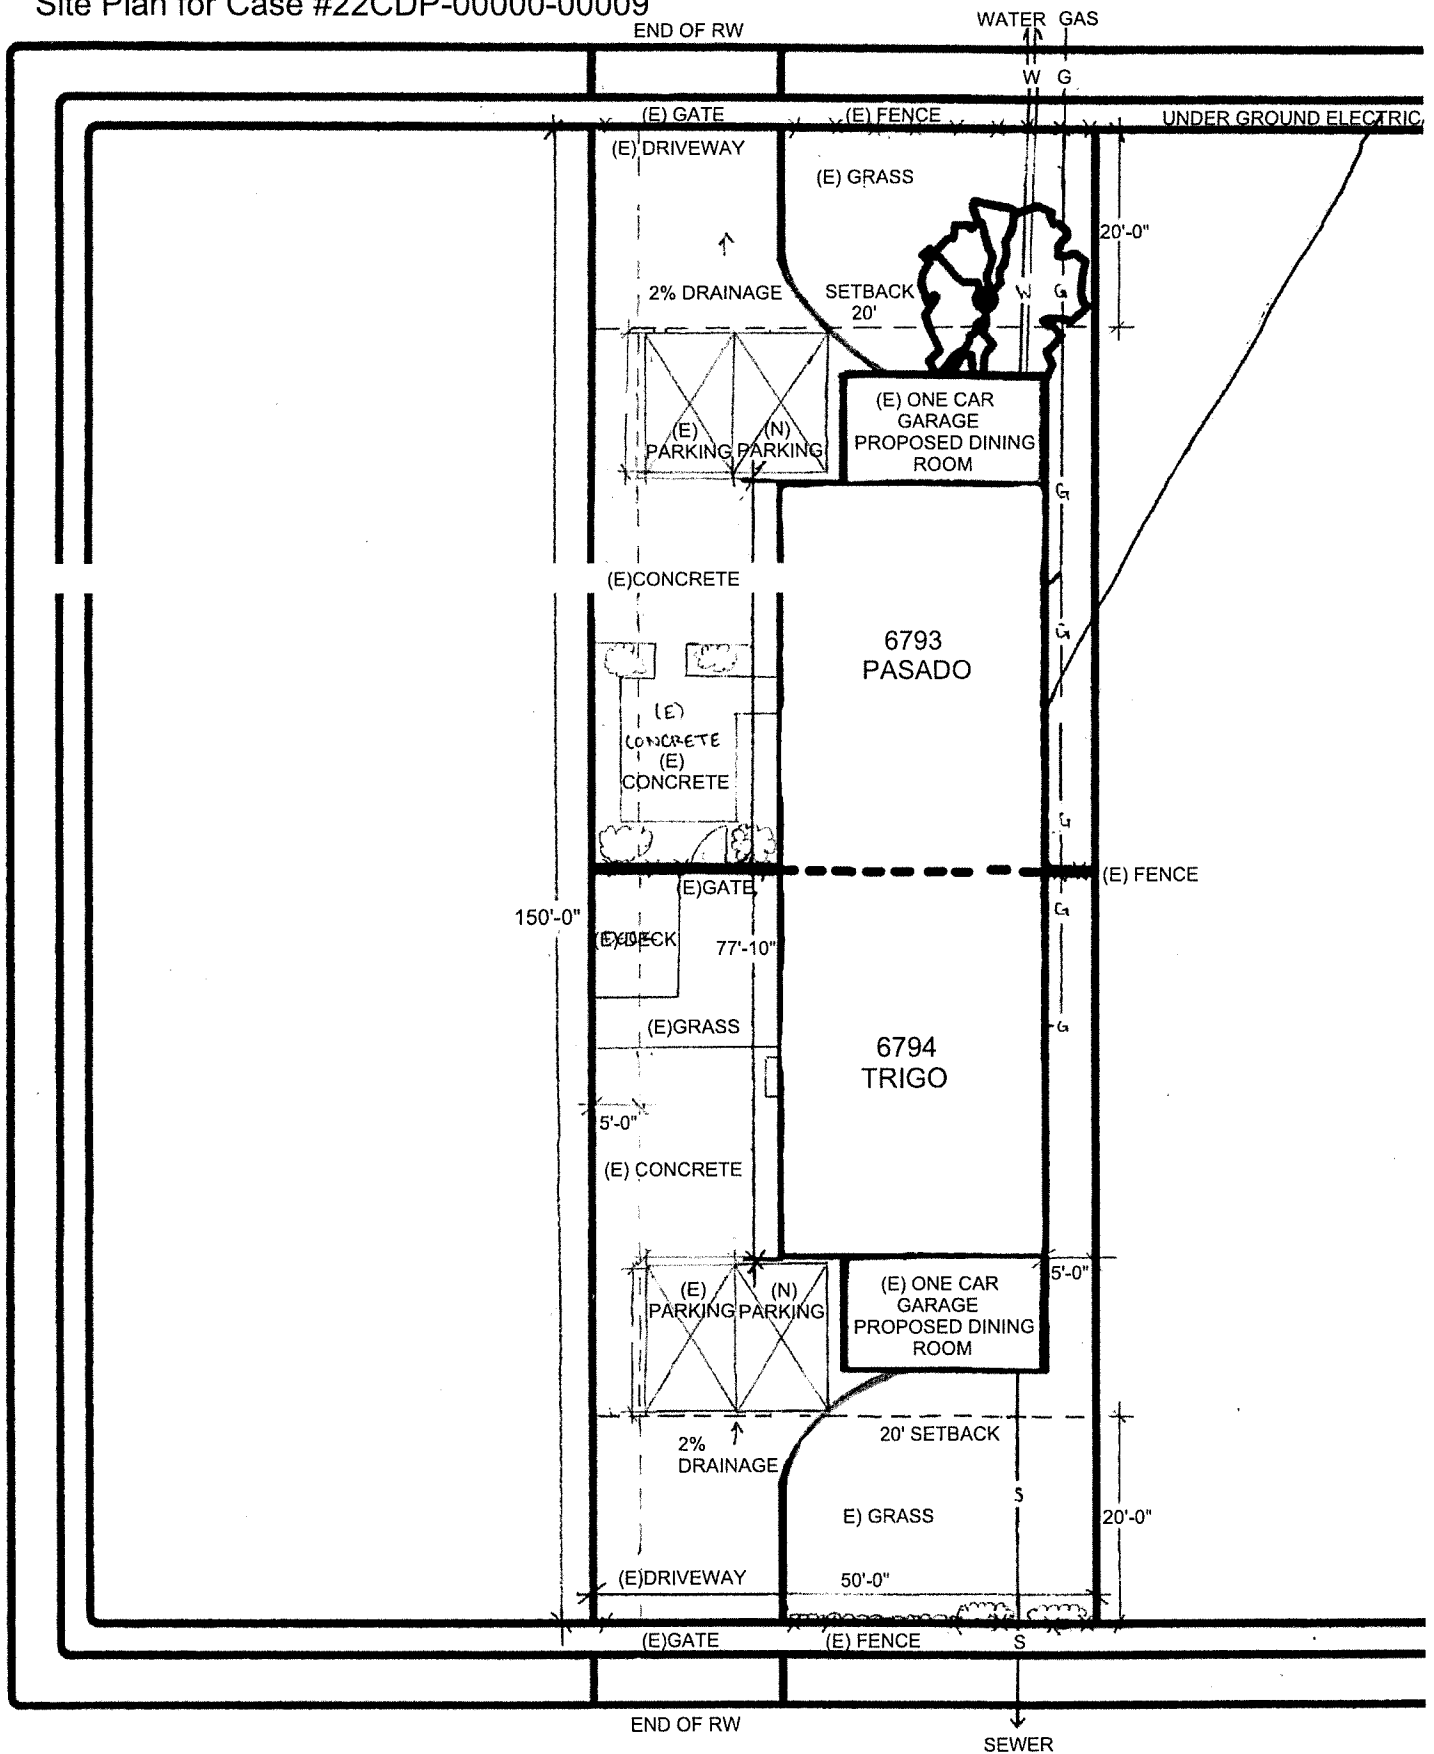 Site Plan for Case #22CDP-00000-00009
END OF RW
WATER GAS
W G
(E) GATE
(E) FENCE
UNDER GROUND ELECTRIC
(E) DRIVEWAY
(E) GRASS
20'-0"
2% DRAINAGE
SETBACK
20'
W G
(E) ONE CAR
GARAGE
PROPOSED DINING
ROOM
(E)
PARKING
(N)
PARKING
G
(E)CONCRETE
6793
PASADO
G
(E)
CONCRETE
(E)
CONCRETE
G
(E)GATE
(E) FENCE
150'-0"
G
(E)DECK
77'-10"
(E)GRASS
G
6794
TRIGO
5'-0"
(E) CONCRETE
5'-0"
(E)
PARKING
(N)
PARKING
(E) ONE CAR
GARAGE
PROPOSED DINING
ROOM
20' SETBACK
2%
DRAINAGE
S
E) GRASS
20'-0"
(E)DRIVEWAY
50'-0"
(E)GATE
(E) FENCE
S
END OF RW
SEWER